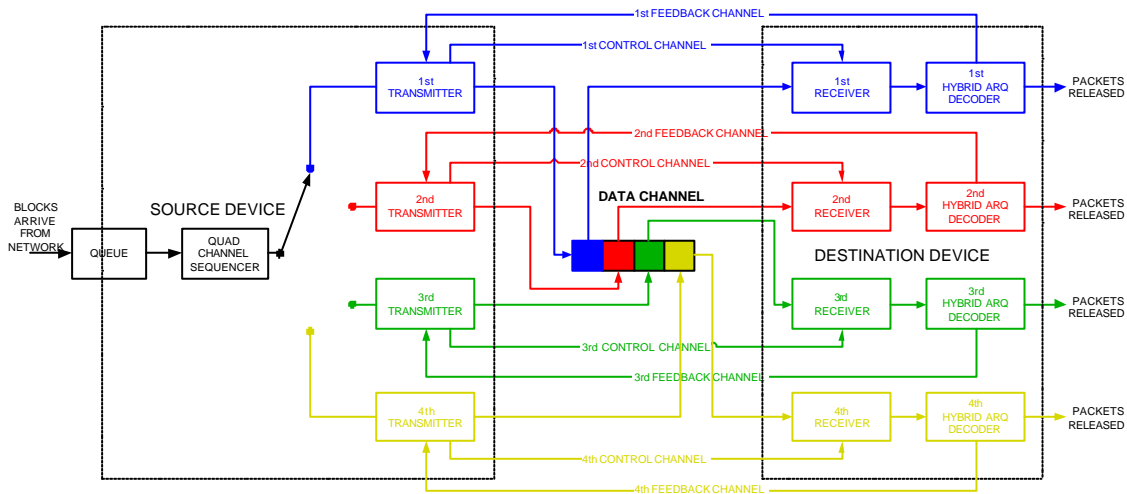 1st FEEDBACK CHANNEL
1st CONTROL CHANNEL
1st
TRANSMITTER
1st
RECEIVER
1st
HYBRID ARQ
DECODER
PACKETS
RELEASED
2nd FEEDBACK CHANNEL
2nd CONTROL CHANNEL
2nd
TRANSMITTER
DATA CHANNEL
2nd
RECEIVER
2nd
HYBRID ARQ
DECODER
PACKETS
RELEASED
BLOCKS
ARRIVE
FROM
NETWORK
SOURCE DEVICE
QUEUE
QUAD
CHANNEL
SEQUENCER
DESTINATION DEVICE
3rd
TRANSMITTER
3rd
RECEIVER
3rd
HYBRID ARQ
DECODER
PACKETS
RELEASED
3rd CONTROL CHANNEL
3rd FEEDBACK CHANNEL
4th
TRANSMITTER
4th
RECEIVER
4th
HYBRID ARQ
DECODER
PACKETS
RELEASED
4th CONTROL CHANNEL
4th FEEDBACK CHANNEL